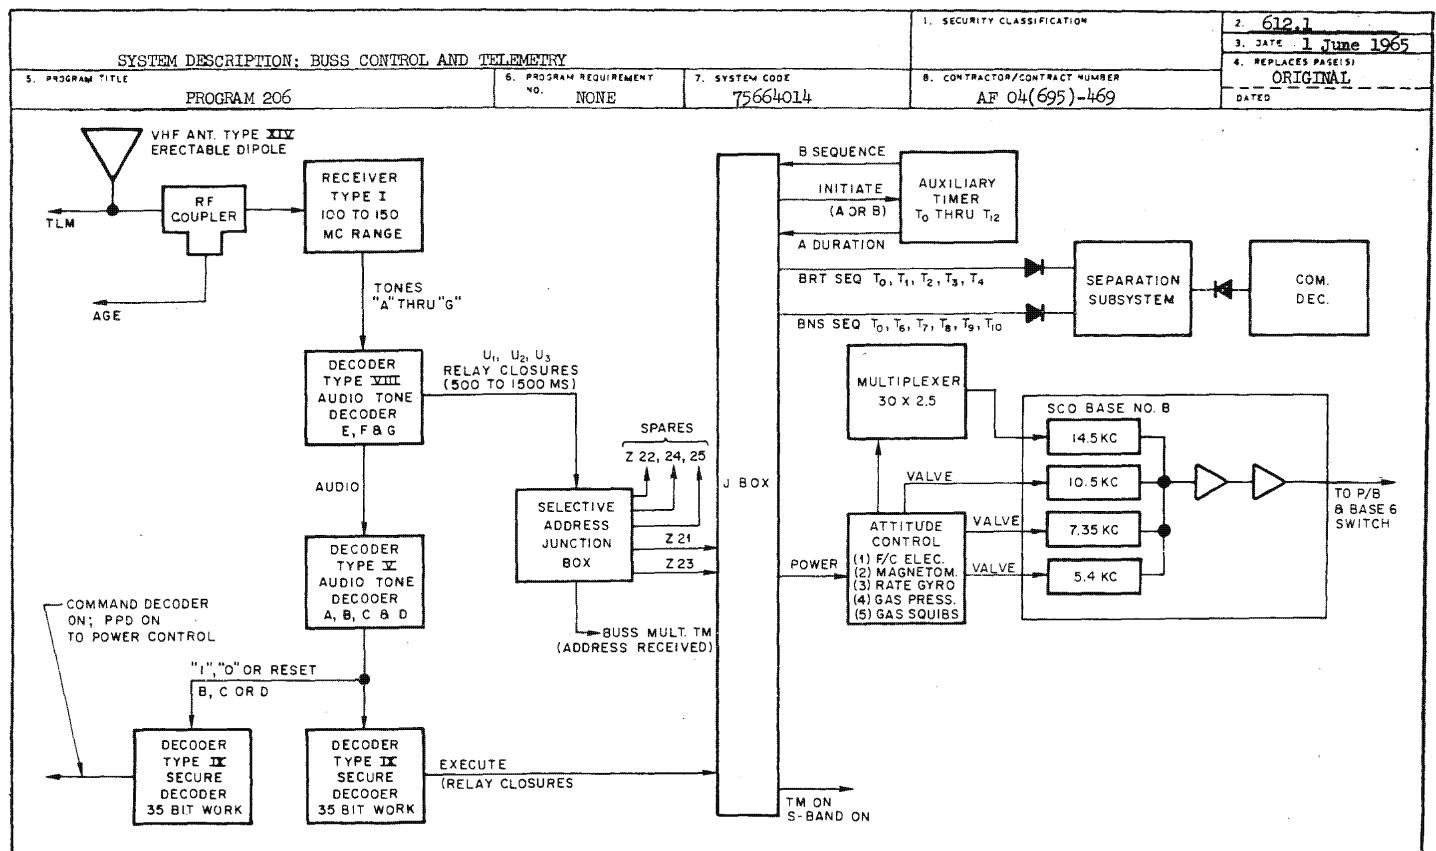 1. SECURITY CLASSIFICATION
2. 612.1
3. DATE 1 June 1965
4. REPLACES PAGE(S)
ORIGINAL
DATED
SYSTEM DESCRIPTION: BUSS CONTROL AND TELEMETRY
5. PROGRAM TITLE
PROGRAM 206
6. PROGRAM REQUIREMENT
NO.
NONE
7. SYSTEM CODE
75664014
8. CONTRACTOR/CONTRACT NUMBER
AF 04(695)-469
VHF ANT. TYPE XIV
ERECTABLE DIPOLE
TLM
RF
COUPLER
AGE
RECEIVER
TYPE I
100 TO 150
MC RANGE
TONES
"A" THRU "G"
DECODER
TYPE VIII
AUDIO TONE
DECODER
E, F & G
U1, U2, U3
RELAY CLOSURES
(500 TO 1500 MS)
AUDIO
DECODER
TYPE V
AUDIO TONE
DECOOER
A, B, C & D
COMMAND DECODER
ON; PPD ON
TO POWER CONTROL
"1", "0" OR RESET
B, C OR D
DECOOER
TYPE IX
SECURE
DECODER
35 BIT WORK
DECODER
TYPE IX
SECURE
DECOOER
35 BIT WORK
EXECUTE
(RELAY CLOSURES
SPARES
Z 22, 24, 25
SELECTIVE
ADDRESS
JUNCTION
BOX
Z 21
Z 23
BUSS MULT. TM
(ADDRESS RECEIVED)
J BOX
B SEQUENCE
INITIATE
(A OR B)
A DURATION
AUXILIARY
TIMER
T0 THRU T12
BRT SEQ T0, T1, T2, T3, T4
BNS SEQ T0, T6, T7, T8, T9, T10
SEPARATION
SUBSYSTEM
COM.
DEC.
MULTIPLEXER
30 X 2.5
SCO BASE NO. B
14.5 KC
10.5 KC
7.35 KC
5.4 KC
VALVE
VALVE
VALVE
POWER
ATTITUDE
CONTROL
(1) F/C ELEC.
(2) MAGNETOM.
(3) RATE GYRO
(4) GAS PRESS.
(5) GAS SQUIBS
TO P/B
& BASE 6
SWITCH
TM ON
S-BAND ON